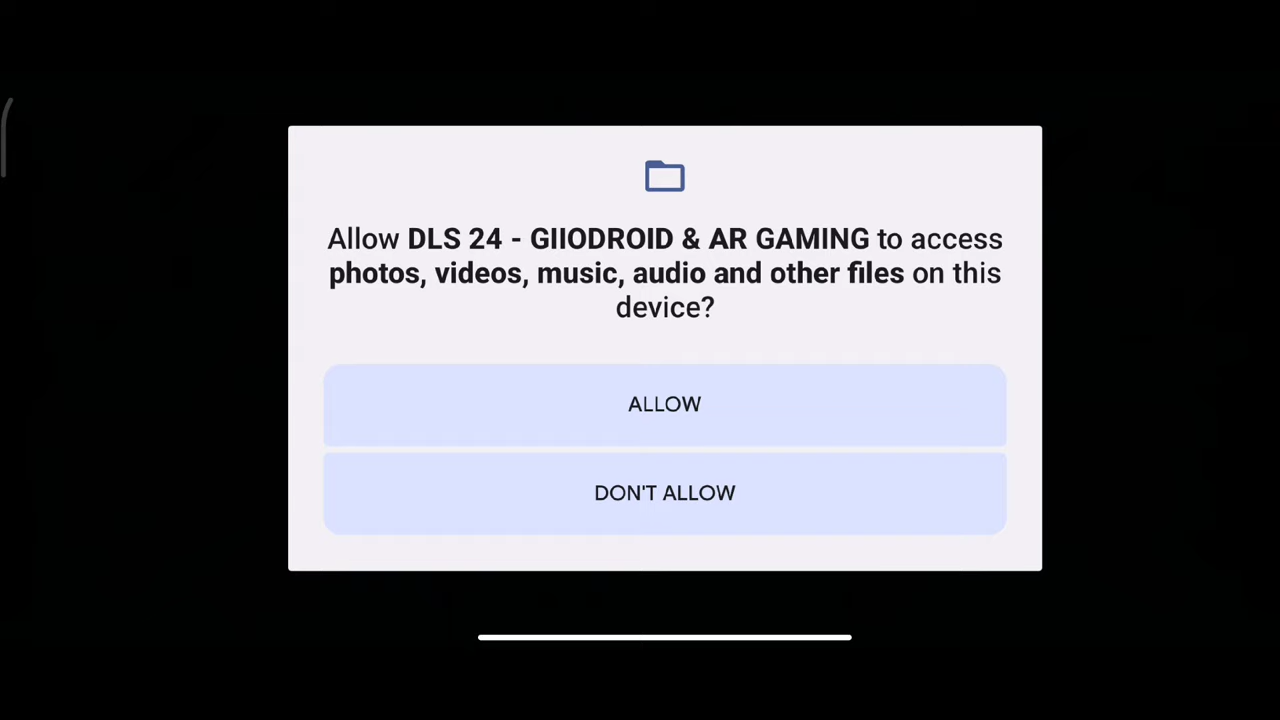 Allow DLS 24 - GIIODROID & AR GAMING to access
photos, videos, music, audio and other files on this
device?
ALLOW
DON'T ALLOW